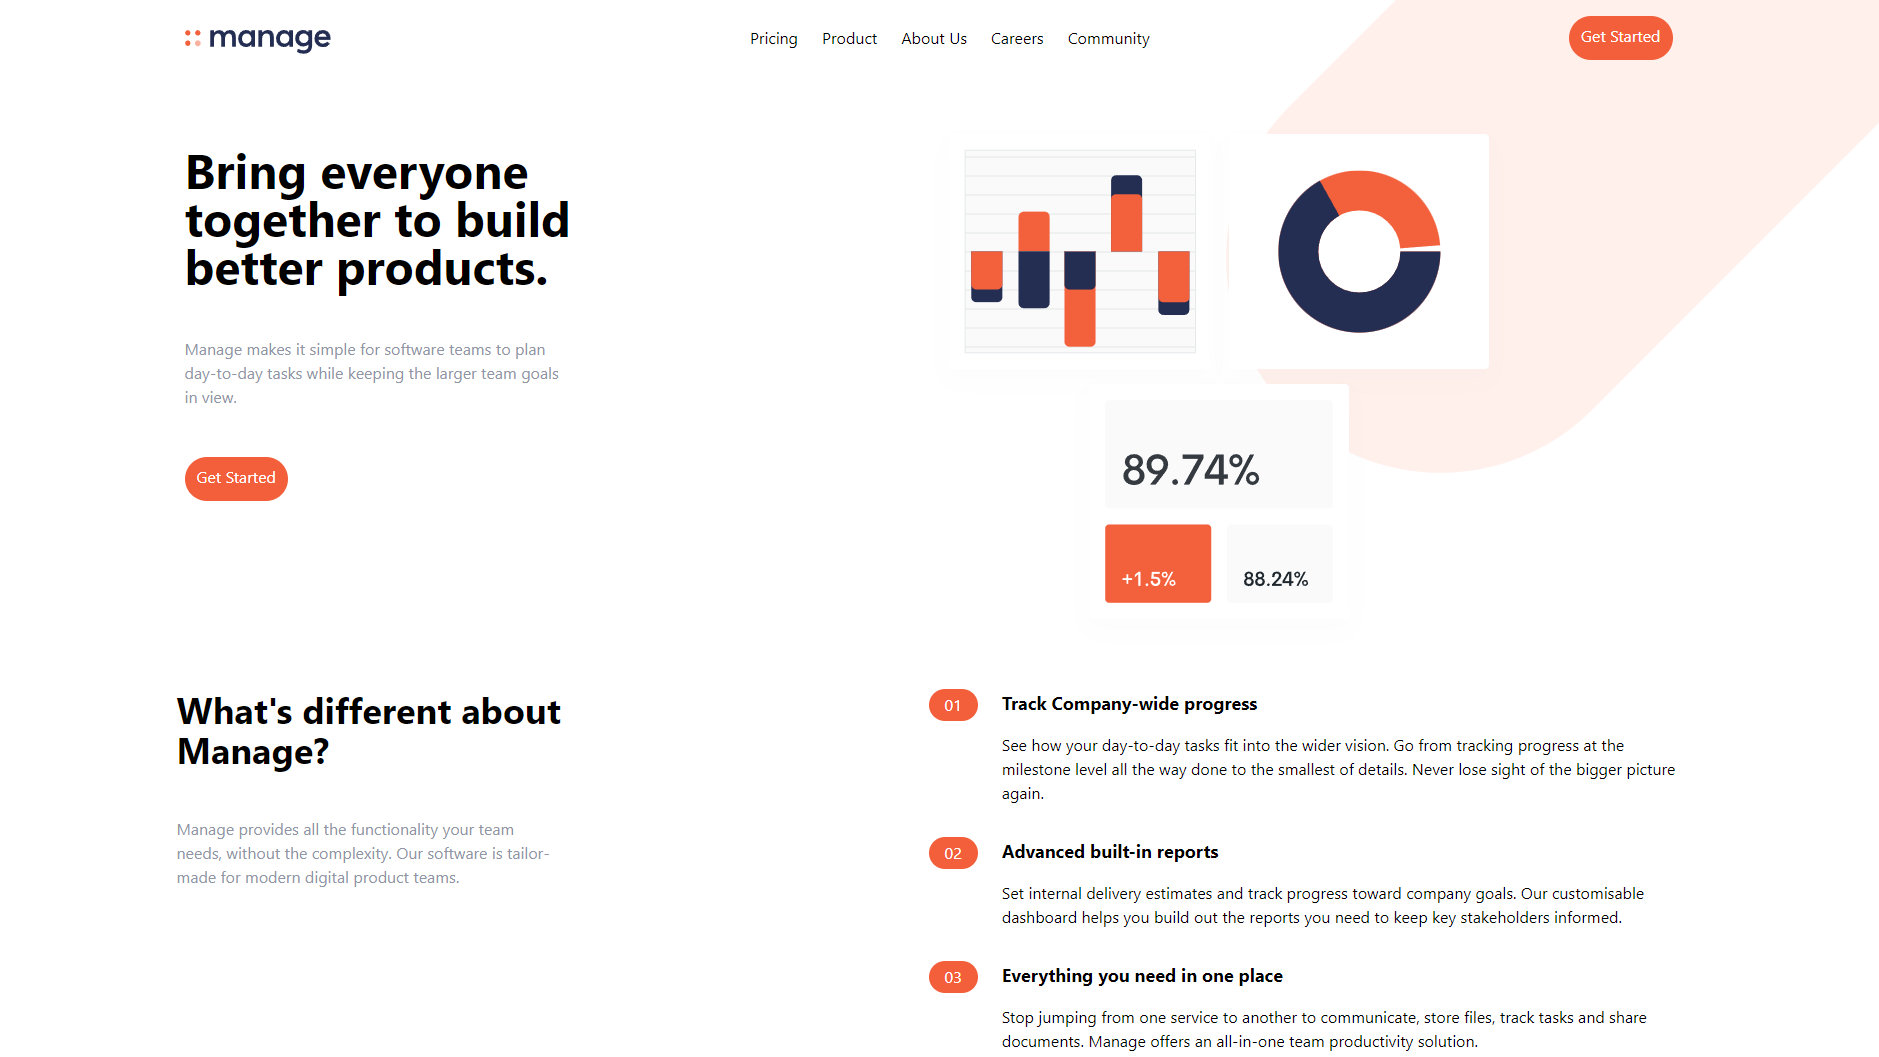 manage
Pricing Product About Us Careers Community
Get Started
Bring everyone
together to build
better products.
Manage makes it simple for software teams to plan
day-to-day tasks while keeping the larger team goals
in view.
Get Started
89.74%
+1.5% 88.24%
What's different about
Manage?
Manage provides all the functionality your team
needs, without the complexity. Our software is tailor-
made for modern digital product teams.
01 Track Company-wide progress
See how your day-to-day tasks fit into the wider vision. Go from tracking progress at the
milestone level all the way done to the smallest of details. Never lose sight of the bigger picture
again.
02 Advanced built-in reports
Set internal delivery estimates and track progress toward company goals. Our customisable
dashboard helps you build out the reports you need to keep key stakeholders informed.
03 Everything you need in one place
Stop jumping from one service to another to communicate, store files, track tasks and share
documents. Manage offers an all-in-one team productivity solution.